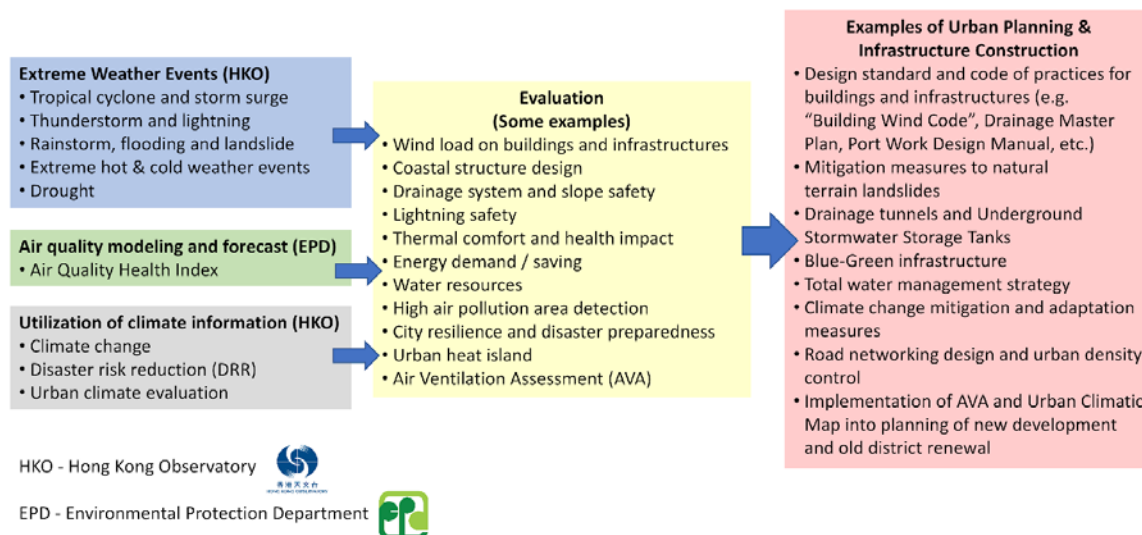 Extreme Weather Events (HKO)
• Tropical cyclone and storm surge
• Thunderstorm and lightning
• Rainstorm, flooding and landslide
• Extreme hot & cold weather events
• Drought
Air quality modeling and forecast (EPD)
• Air Quality Health Index
Utilization of climate information (HKO)
• Climate change
• Disaster risk reduction (DRR)
• Urban climate evaluation
Evaluation
(Some examples)
• Wind load on buildings and infrastructures
• Coastal structure design
• Drainage system and slope safety
• Lightning safety
• Thermal comfort and health impact
• Energy demand / saving
• Water resources
• High air pollution area detection
• City resilience and disaster preparedness
• Urban heat island
• Air Ventilation Assessment (AVA)
Examples of Urban Planning &
Infrastructure Construction
• Design standard and code of practices for
buildings and infrastructures (e.g.
“Building Wind Code”, Drainage Master
Plan, Port Work Design Manual, etc.)
• Mitigation measures to natural
terrain landslides
• Drainage tunnels and Underground
Stormwater Storage Tanks
• Blue-Green infrastructure
• Total water management strategy
• Climate change mitigation and adaptation
measures
• Road networking design and urban density
control
• Implementation of AVA and Urban Climatic
Map into planning of new development
and old district renewal
HKO - Hong Kong Observatory
香港天文台
HONG KONG OBSERVATORY
EPD - Environmental Protection Department